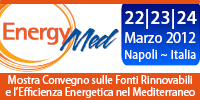 EnergyMed
22|23|24
Marzo 2012
Napoli ~ Italia
Mostra Convegno sulle Fonti Rinnovabili
e l'Efficienza Energetica nel Mediterraneo